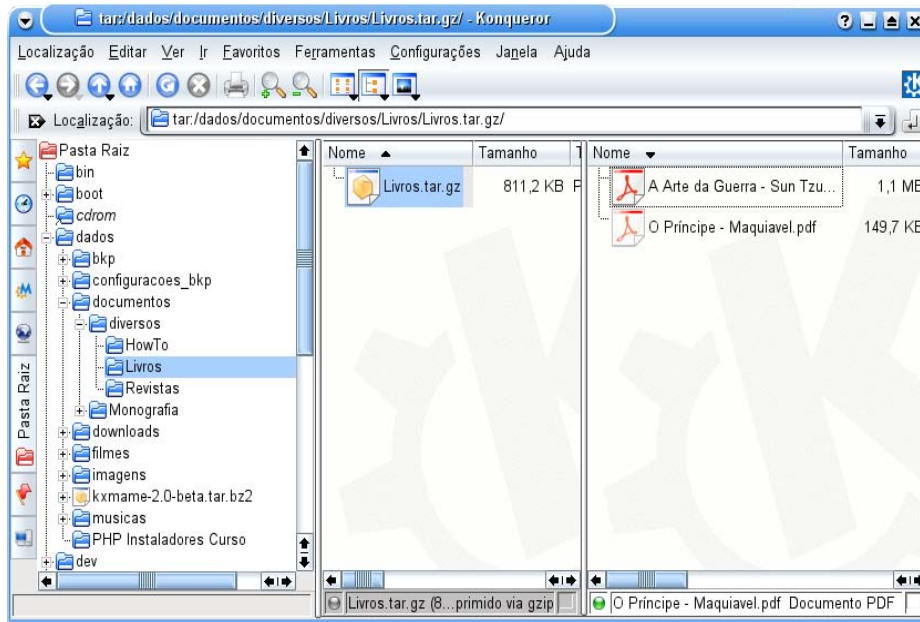 tar:/dados/documentos/diversos/Livros/Livros.tar.gz/ - Konqueror
Localização Editar Ver Ir Favoritos Ferramentas Configurações Janela Ajuda
Localização: tar:/dados/documentos/diversos/Livros/Livros.tar.gz/
Pasta Raiz
Pasta Raiz
bin
boot
cdrom
dados
bkp
configuracoes_bkp
documentos
diversos
HowTo
Livros
Revistas
Monografia
downloads
filmes
imagens
kxmame-2.0-beta.tar.bz2
musicas
PHP Instaladores Curso
dev
Nome Tamanho T
Livros.tar.gz 811,2 KB P
Livros.tar.gz (8...primido via gzip
Nome Tamanho
A Arte da Guerra - Sun Tzu... 1,1 ME
O Príncipe - Maquiavel.pdf 149,7 KE
O Príncipe - Maquiavel.pdf Documento PDF